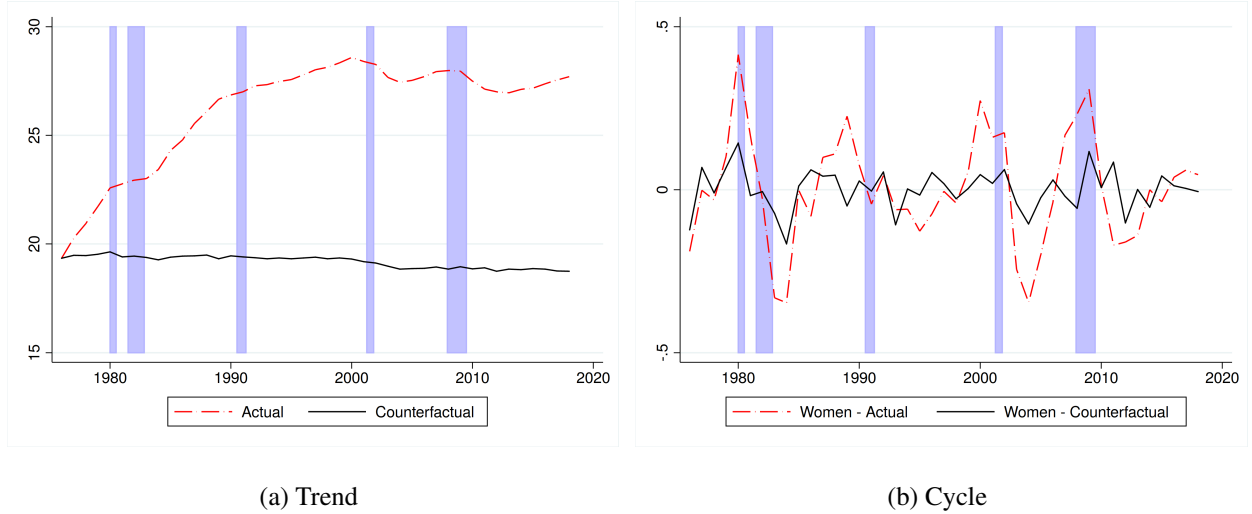 30
25
20
15
1980 1990 2000 2010 2020
Actual Counterfactual
(a) Trend
.5
0
-.5
1980 1990 2000 2010 2020
Women - Actual Women - Counterfactual
(b) Cycle